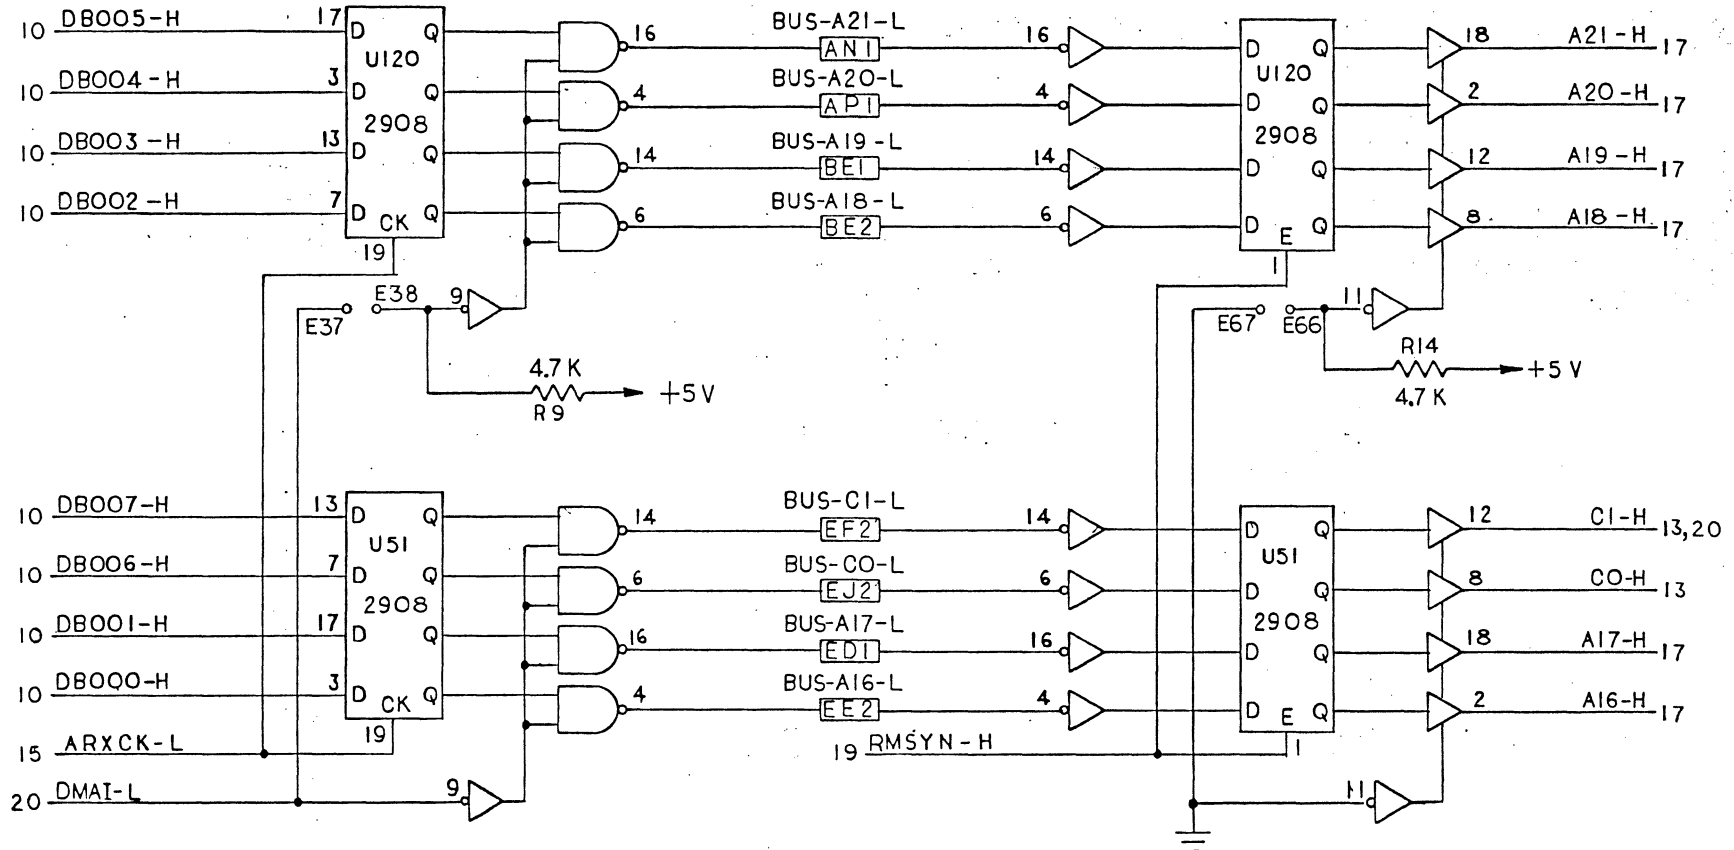 10 DB005-H 17 D Q 16 BUS-A21-L AN1 16 D Q 18 A21-H 17
U120 U120
10 DB004-H 3 D Q 4 BUS-A20-L AP1 4 D Q 2 A20-H 17
2908 2908
10 DB003-H 13 D Q 14 BUS-A19-L BE1 14 D Q 12 A19-H 17
10 DB002-H 7 D Q 6 BUS-A18-L BE2 6 D Q 8 A18-H 17
CK E
19 1
E37 E38 9 E67 E66 11
4.7K R9 +5V
R14 4.7K +5V
10 DB007-H 13 D Q 14 BUS-C1-L EF2 14 D Q 12 C1-H 13,20
U51 U51
10 DB006-H 7 D Q 6 BUS-C0-L EJ2 6 D Q 8 C0-H 13
2908 2908
10 DB001-H 17 D Q 16 BUS-A17-L ED1 16 D Q 18 A17-H 17
10 DB000-H 3 D Q 4 BUS-A16-L EE2 4 D Q 2 A16-H 17
CK E
19 1
15 ARXCK-L 19 RMSYN-H
20 DMAI-L 9 11